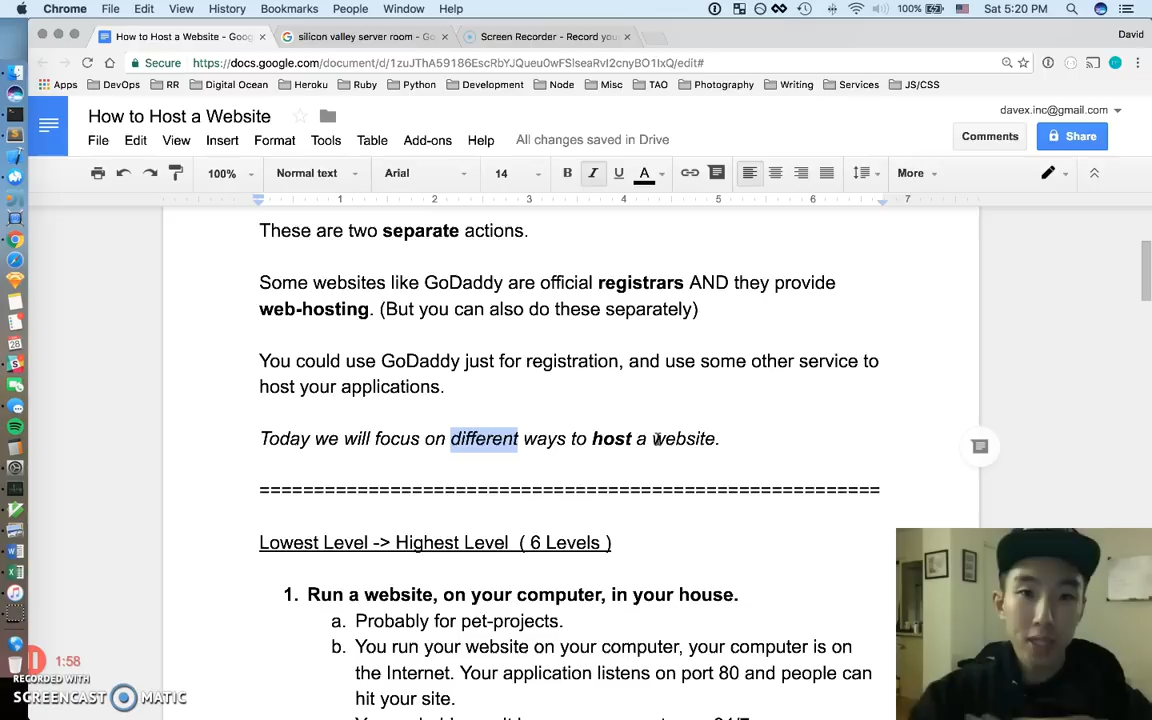 Chrome File Edit View History Bookmarks People Window Help 100% Sat 5:20 PM
How to Host a Website - Goog silicon valley server room - Go Screen Recorder - Record you David
Secure https://docs.google.com/document/d/
Apps DevOps RR Digital Ocean Heroku Ruby Python Development Node Misc TAO Photography Writing Services JS/CSS
How to Host a Website davex.inc@gmail.com
File Edit View Insert Format Tools Table Add-ons Help All changes saved in Drive Comments Share
100% Normal text Arial 14 B I U A More
1 2 3 4 5 6 7
These are two separate actions.
Some websites like GoDaddy are official registrars AND they provide
web-hosting. (But you can also do these separately)
You could use GoDaddy just for registration, and use some other service to
host your applications.
Today we will focus on different ways to host a website.
=========================================================
Lowest Level -> Highest Level ( 6 Levels )
1. Run a website, on your computer, in your house.
a. Probably for pet-projects.
b. You run your website on your computer, your computer is on
the Internet. Your application listens on port 80 and people can
hit your site.
1:58
RECORDED WITH
SCREENCAST MATIC